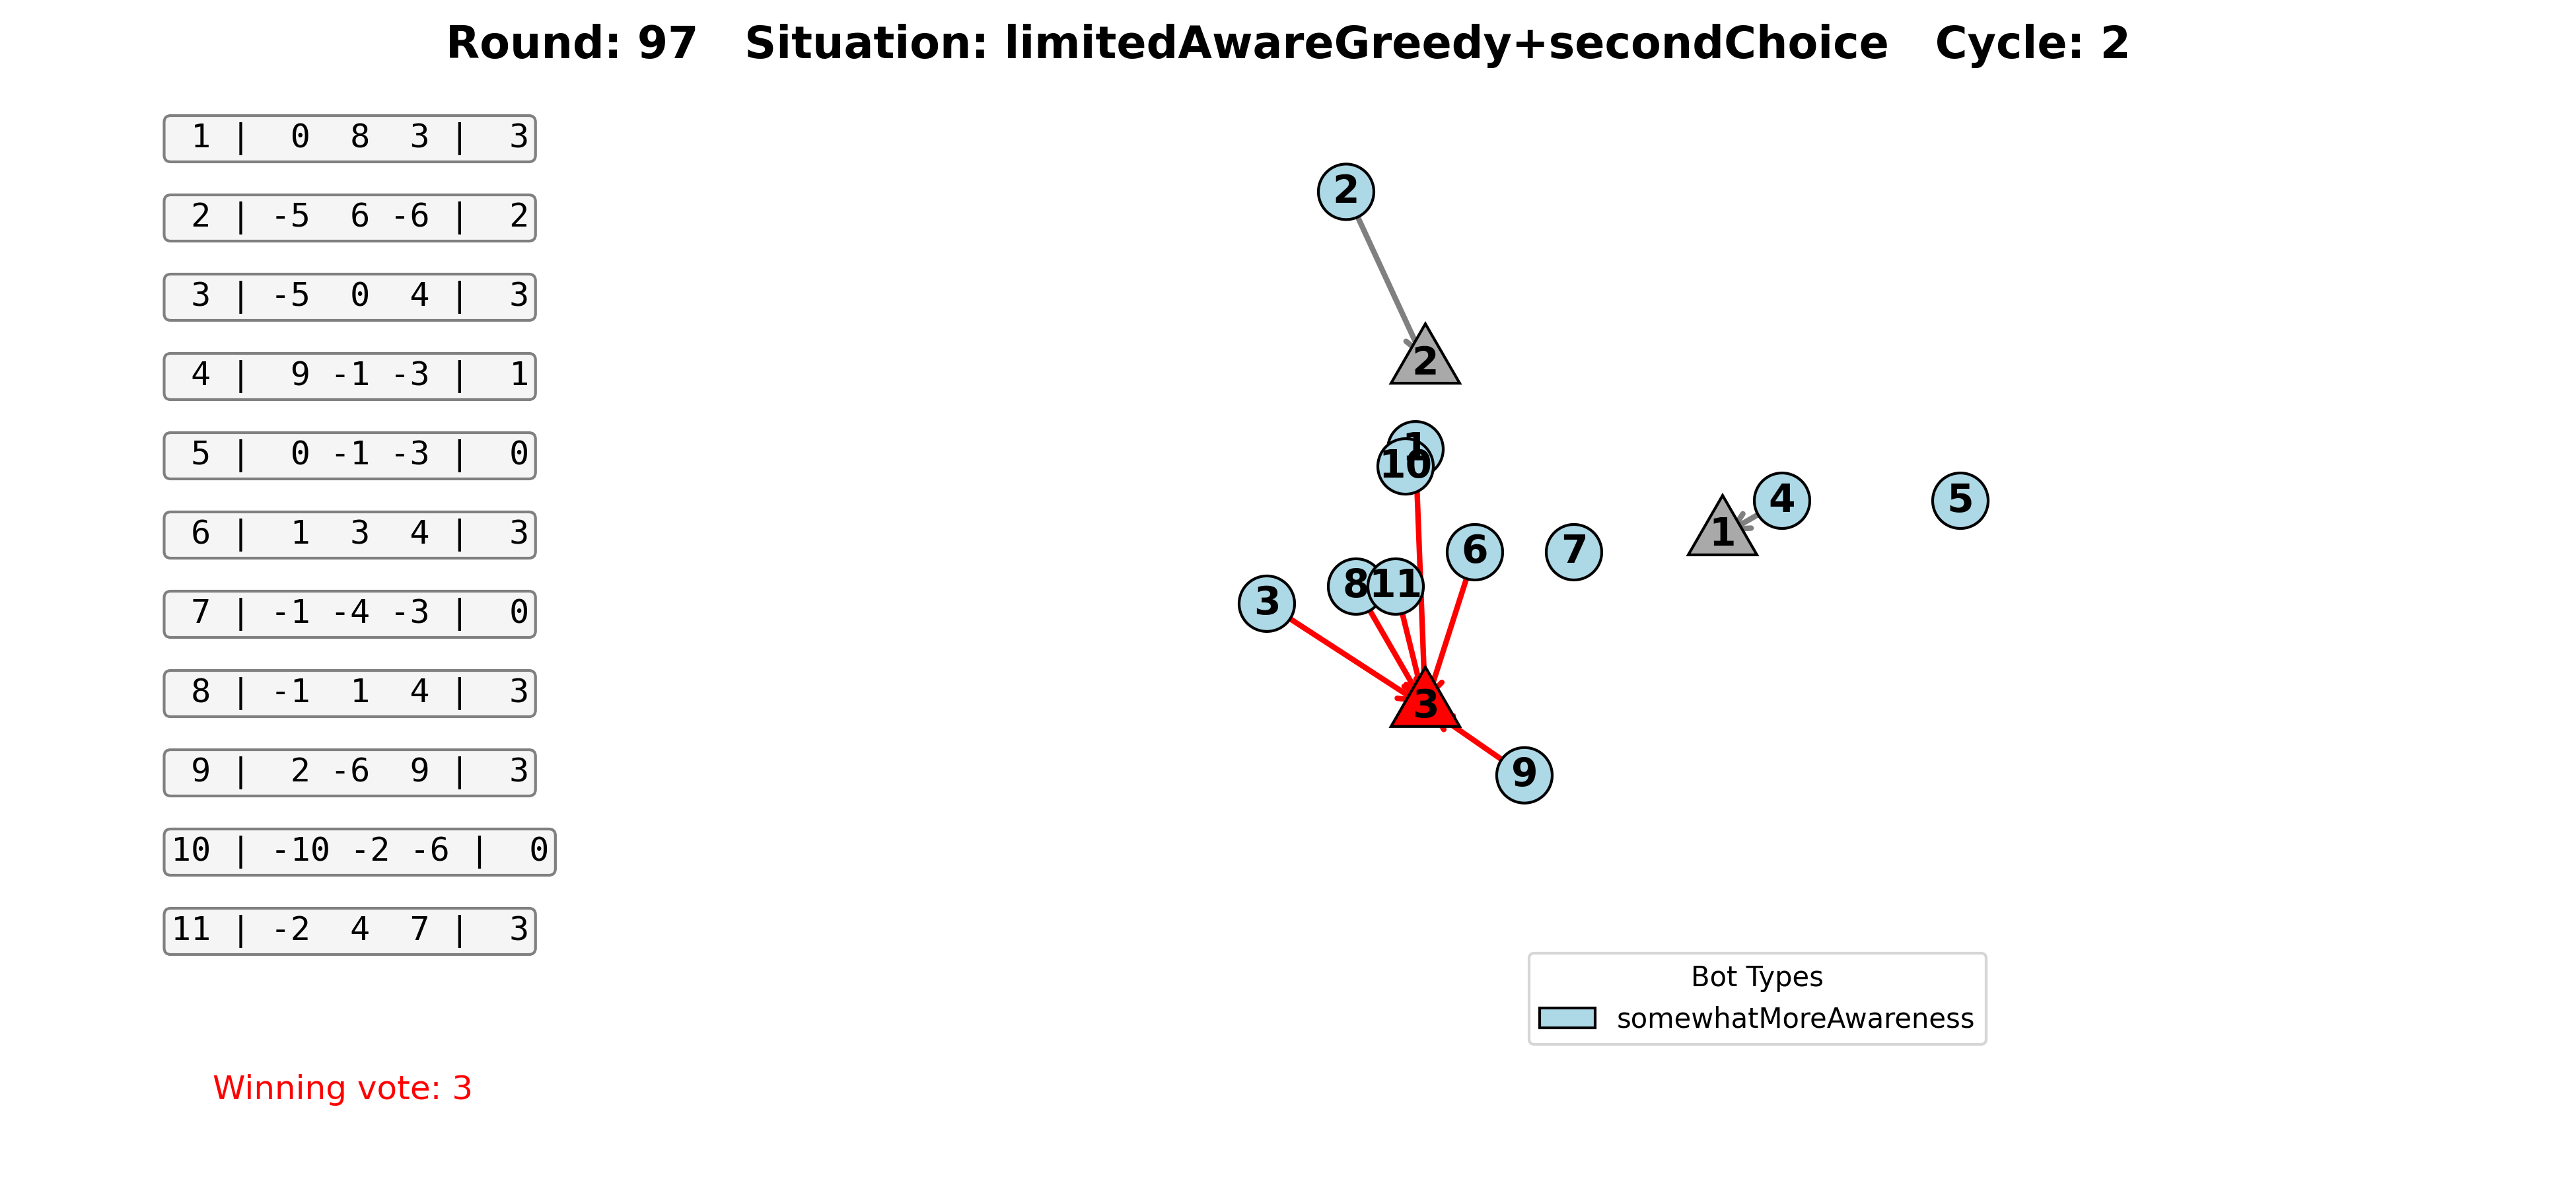 Round: 97   Situation: limitedAwareGreedy+secondChoice   Cycle: 2
1 |  0  8  3 |  3
2 | -5  6 -6 |  2
3 | -5  0  4 |  3
4 |  9 -1 -3 |  1
5 |  0 -1 -3 |  0
6 |  1  3  4 |  3
7 | -1 -4 -3 |  0
8 | -1  1  4 |  3
9 |  2 -6  9 |  3
10 | -10 -2 -6 |  0
11 | -2  4  7 |  3
Winning vote: 3
2
2
1
10
4
5
1
6
7
8
11
3
3
9
Bot Types
somewhatMoreAwareness